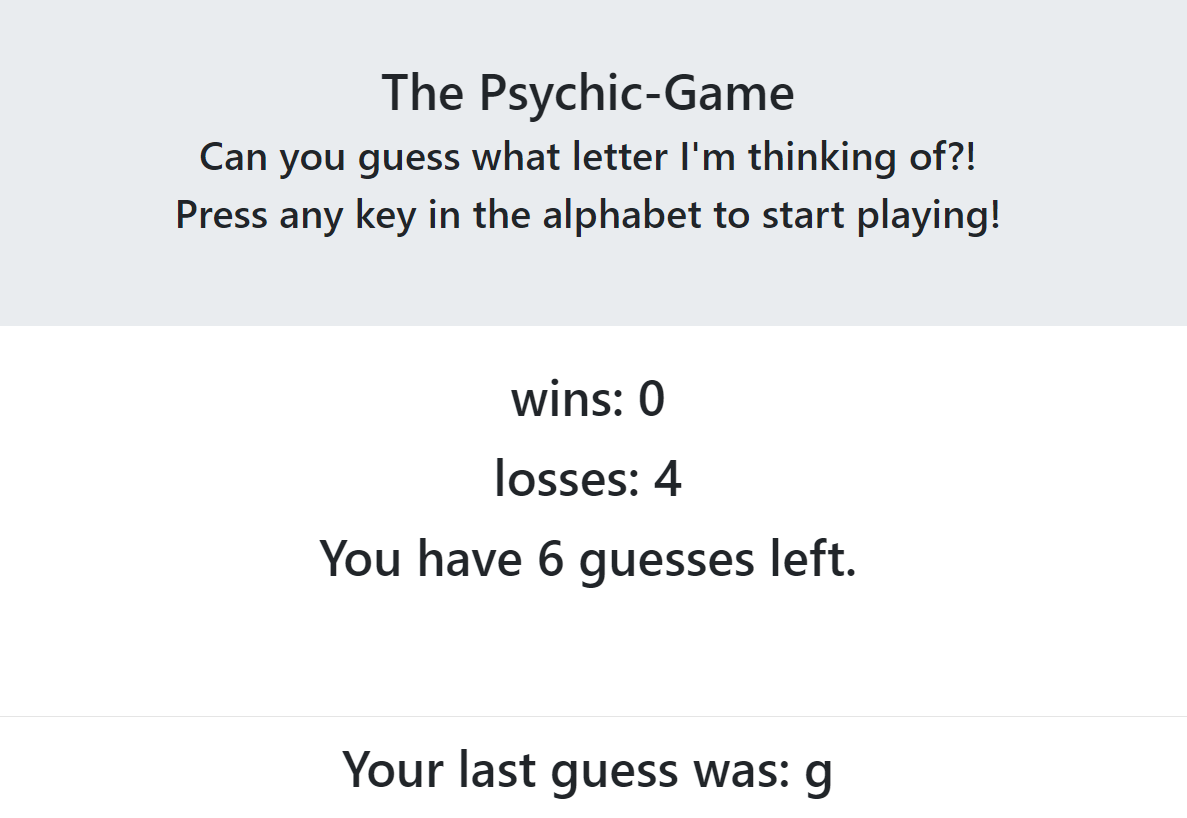 The Psychic-Game
Can you guess what letter I'm thinking of?!
Press any key in the alphabet to start playing!
wins: 0
losses: 4
You have 6 guesses left.
Your last guess was: g